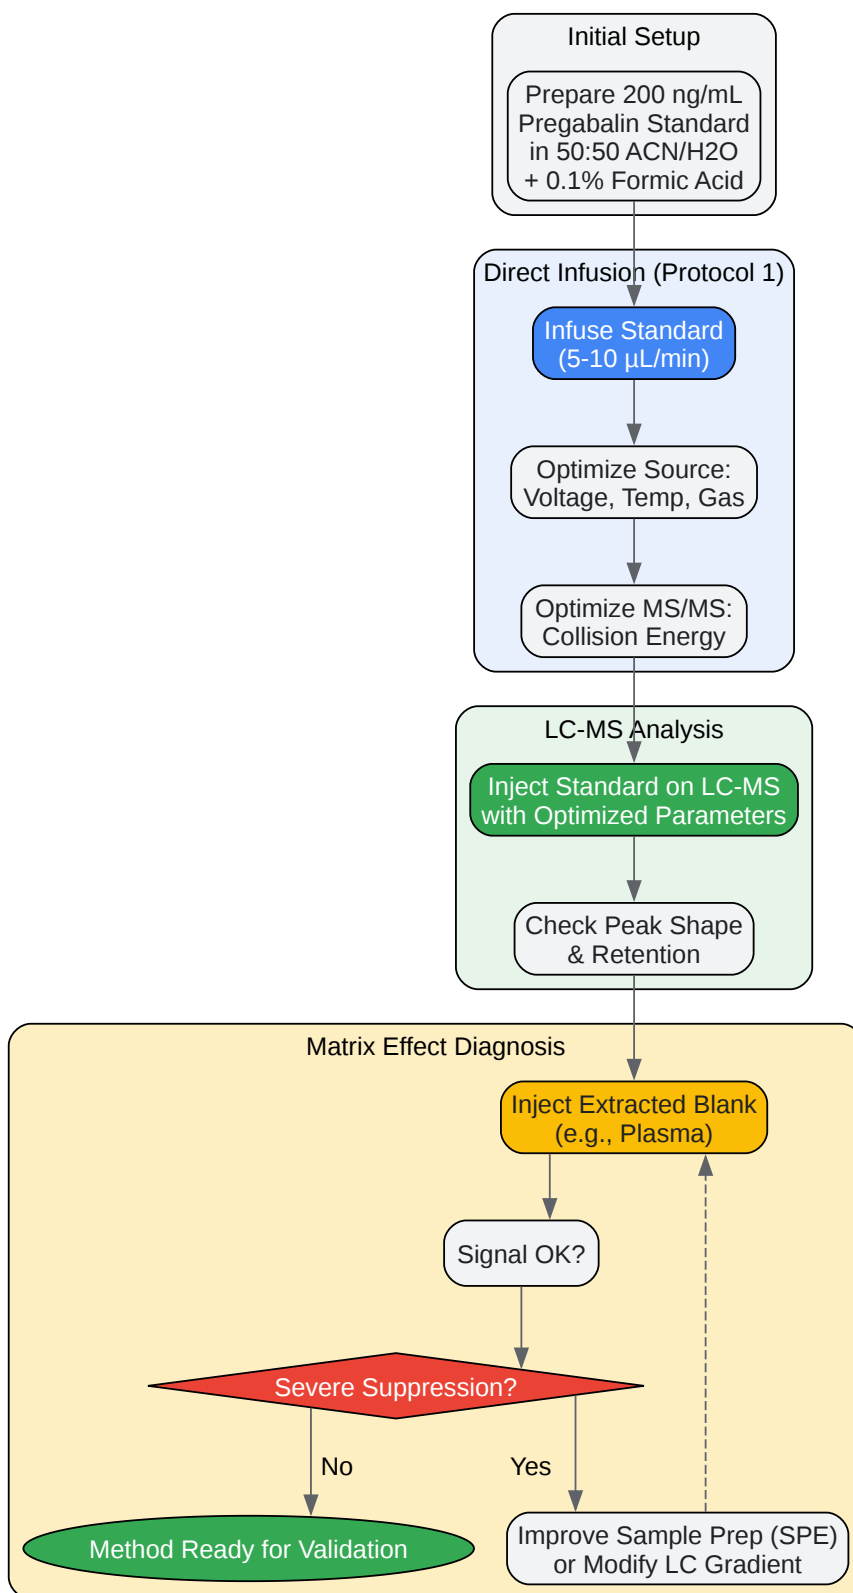 Initial Setup
Prepare 200 ng/mL
Pregabalin Standard
in 50:50 ACN/H2O
+ 0.1% Formic Acid
Direct Infusion (Protocol 1)
Infuse Standard
(5-10 µL/min)
Optimize Source:
Voltage, Temp, Gas
Optimize MS/MS:
Collision Energy
LC-MS Analysis
Inject Standard on LC-MS
with Optimized Parameters
Check Peak Shape
& Retention
Matrix Effect Diagnosis
Inject Extracted Blank
(e.g., Plasma)
Signal OK?
Severe Suppression?
No
Yes
Method Ready for Validation
Improve Sample Prep (SPE)
or Modify LC Gradient